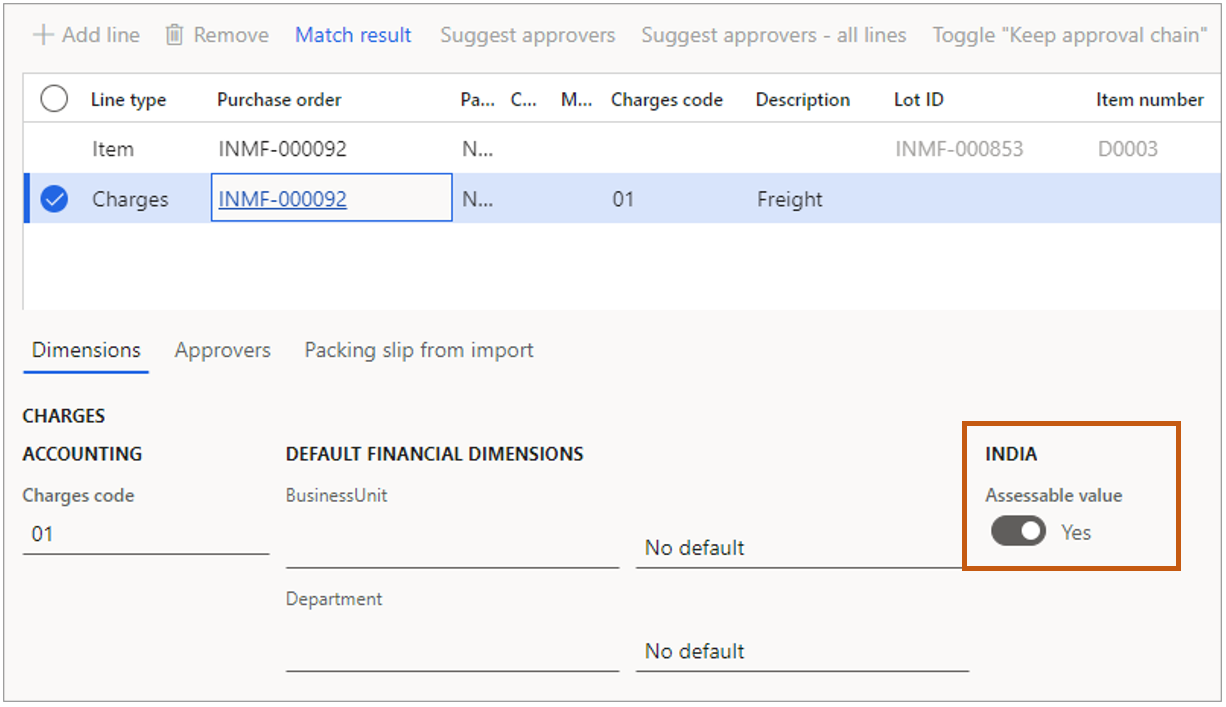 Add line Remove Match result Suggest approvers Suggest approvers - all lines Toggle "Keep approval chain"
Line type Purchase order Pa... C... M... Charges code Description Lot ID Item number
Item INMF-000092 N... INMF-000853 D0003
Charges INMF-000092 N... 01 Freight
Dimensions Approvers Packing slip from import
CHARGES
ACCOUNTING DEFAULT FINANCIAL DIMENSIONS INDIA
Charges code BusinessUnit Assessable value
01 No default Yes
Department
No default